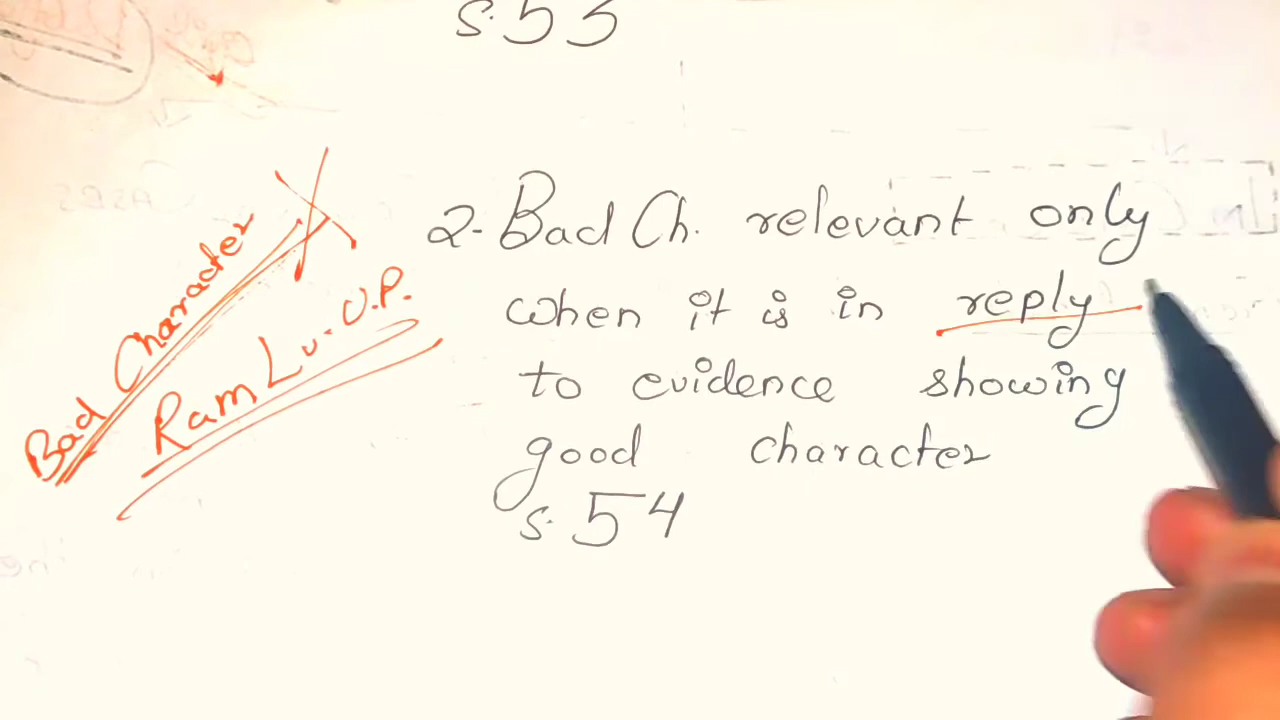 s. 53
2- Bad Ch. relevant only
when it is in reply
to evidence showing
good character
s. 54
Bad Character
Ram L v. U.P.